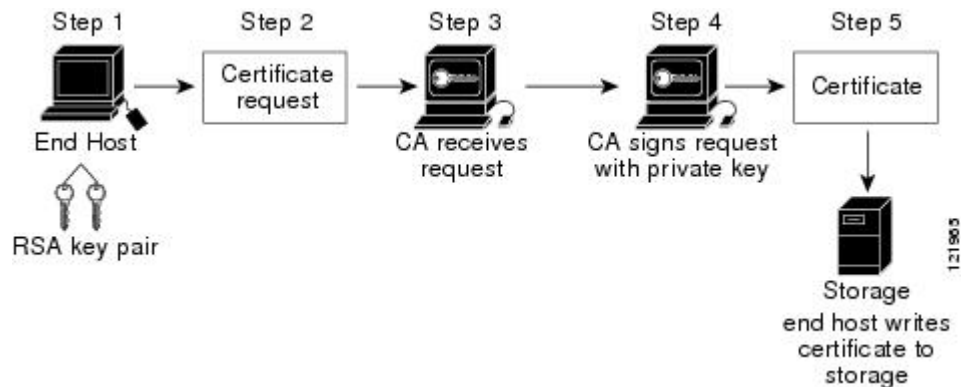 Step 1
Step 2
Step 3
Step 4
Step 5
Certificate
request
Certificate
End Host
CA receives
request
CA signs request
with private key
RSA key pair
Storage
end host writes
certificate to
storage
121965